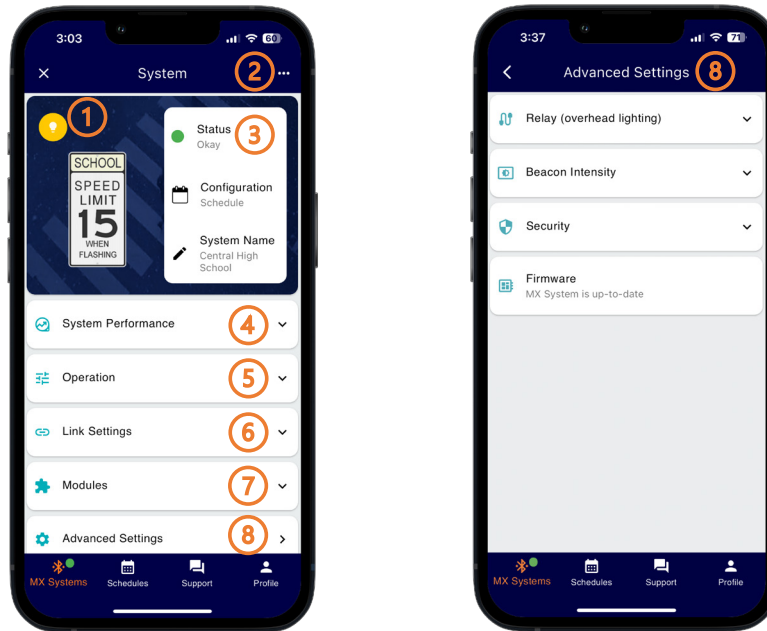 3:03
60
System
2
1
Status
3
Okay
SCHOOL
SPEED
LIMIT
15
WHEN
FLASHING
Configuration
Schedule
System Name
Central High
School
System Performance
4
Operation
5
Link Settings
6
Modules
7
Advanced Settings
8
MX Systems
Schedules
Support
Profile
3:37
71
Advanced Settings
8
Relay (overhead lighting)
Beacon Intensity
Security
Firmware
MX System is up-to-date
MX Systems
Schedules
Support
Profile